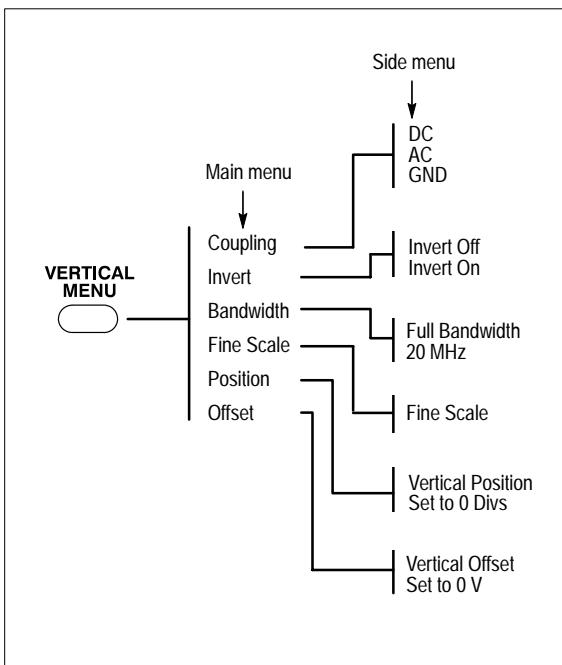 Side menu
DC
AC
GND
Main menu
Coupling
Invert
Bandwidth
Fine Scale
Position
Offset
VERTICAL
MENU
Invert Off
Invert On
Full Bandwidth
20 MHz
Fine Scale
Vertical Position
Set to 0 Divs
Vertical Offset
Set to 0 V